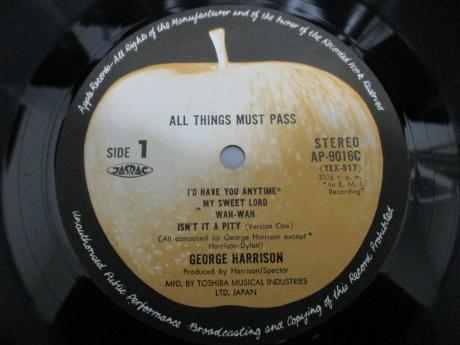 Apple Records-All Rights of the Manufacturer and of the Owner of the Recorded Work Reserved
ALL THINGS MUST PASS
SIDE 1
JASRAC
STEREO
AP-9016C
(YEX-817)
33⅓ r. p. m.
"An E. M. I.
Recording"
I'D HAVE YOU ANYTIME*
MY SWEET LORD
WAH-WAH
ISN'T IT A PITY (Version One)
(All composed by George Harrison except *
Harrison-Dylan)
GEORGE HARRISON
Produced by Harrison/Spector
MFD. BY TOSHIBA MUSICAL INDUSTRIES
LTD. JAPAN
Unauthorised Public Performance Broadcasting and Copying of this Record Prohibited